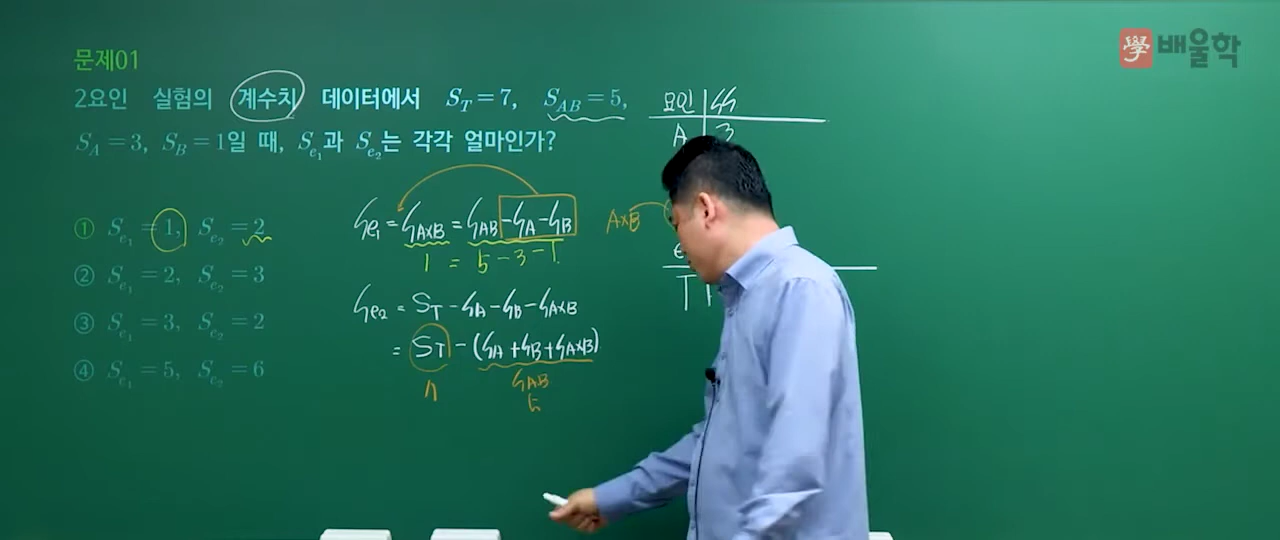 學 배울학
문제01
2요인 실험의 계수치 데이터에서 S_T = 7, S_AB = 5,
S_A = 3, S_B = 1일 때, S_e₁과 S_e₂는 각각 얼마인가?
① S_e₁ = 1, S_e₂ = 2
② S_e₁ = 2, S_e₂ = 3
③ S_e₁ = 3, S_e₂ = 2
④ S_e₁ = 5, S_e₂ = 6
S_e₁ = S_A×B = S_AB - S_A - S_B
1 = 5 - 3 - 1
S_e₂ = S_T - S_A - S_B - S_A×B
= S_T - (S_A + S_B + S_A×B)
S_AB
5
요인 SS
A 3
A×B
T